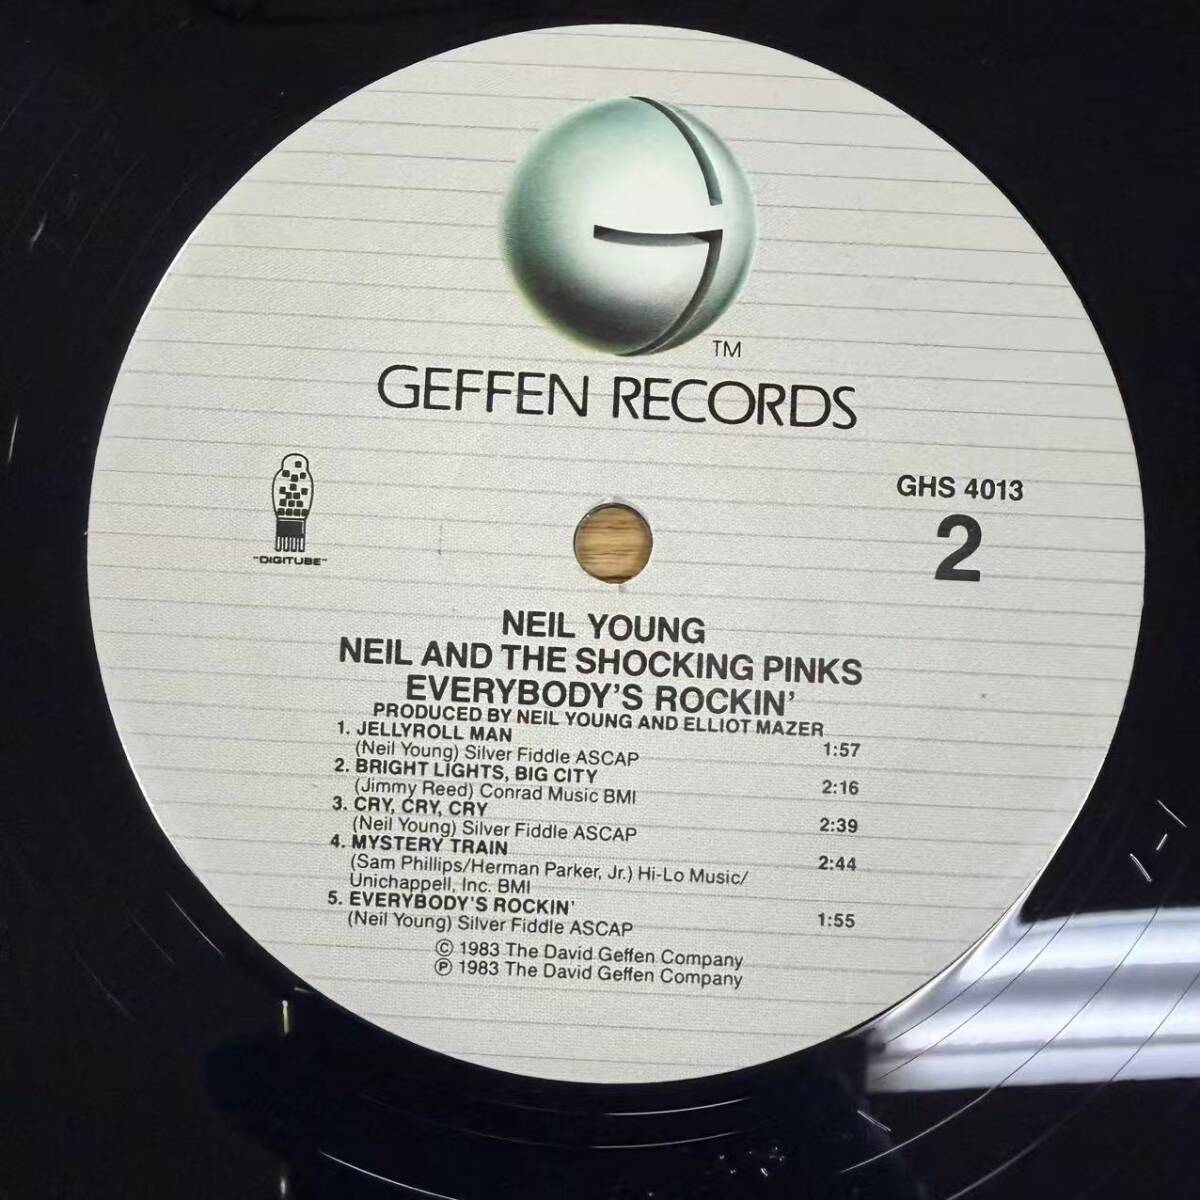 TM
GEFFEN RECORDS
GHS 4013
2
"DIGITUBE"
NEIL YOUNG
NEIL AND THE SHOCKING PINKS
EVERYBODY'S ROCKIN'
PRODUCED BY NEIL YOUNG AND ELLIOT MAZER
1. JELLYROLL MAN 1:57
(Neil Young) Silver Fiddle ASCAP
2. BRIGHT LIGHTS, BIG CITY 2:16
(Jimmy Reed) Conrad Music BMI
3. CRY, CRY, CRY 2:39
(Neil Young) Silver Fiddle ASCAP
4. MYSTERY TRAIN 2:44
(Sam Phillips/Herman Parker, Jr.) Hi-Lo Music/
Unichappell, Inc. BMI
5. EVERYBODY'S ROCKIN' 1:55
(Neil Young) Silver Fiddle ASCAP
Ⓒ 1983 The David Geffen Company
Ⓟ 1983 The David Geffen Company